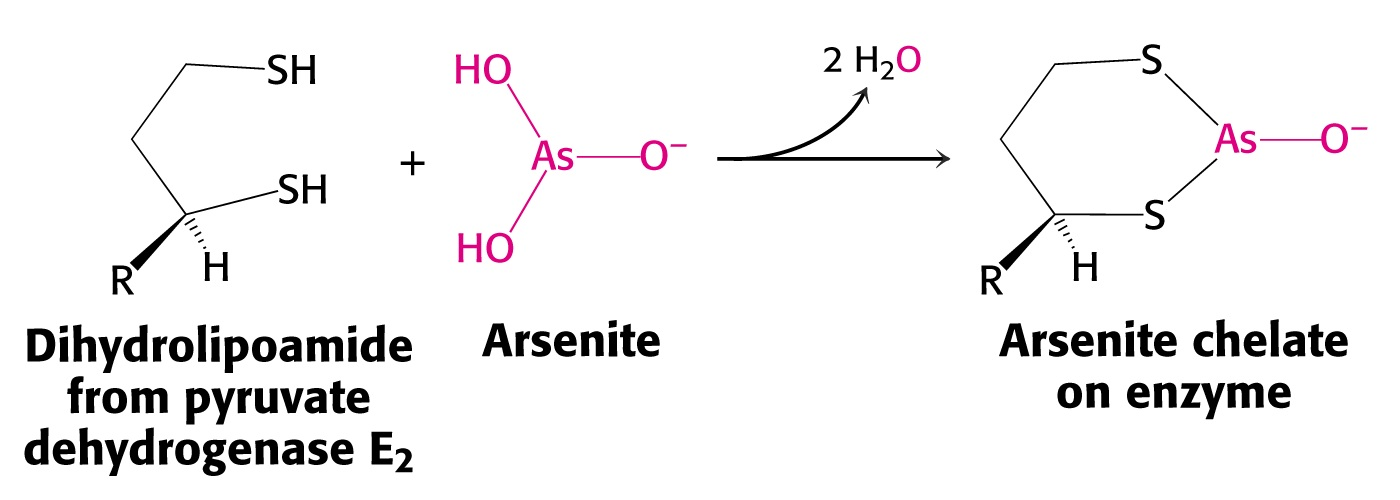 SH
SH
R
H
+
HO
As
O⁻
HO
2 H₂O
S
As
O⁻
S
R
H
Dihydrolipoamide
from pyruvate
dehydrogenase E₂
Arsenite
Arsenite chelate
on enzyme